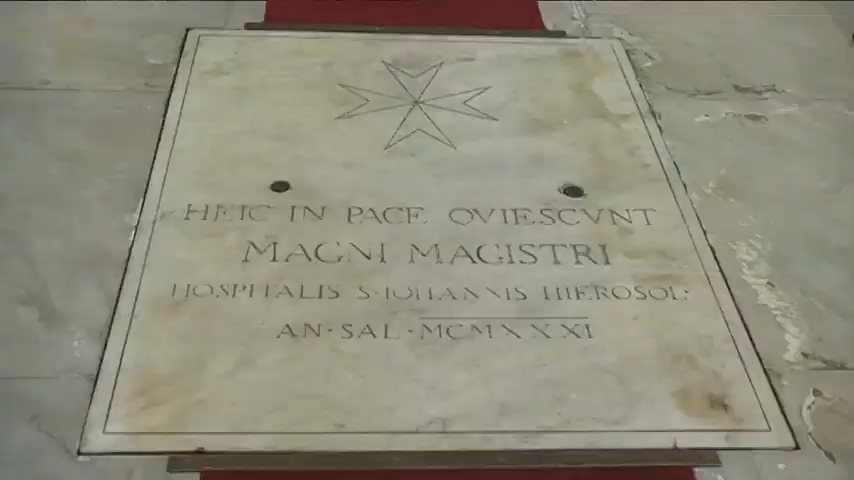 HEIC IN PACE QVIESCVNT
MAGNI MAGISTRI
HOSPITALIS S·IOHANNIS HIEROSOL·
AN·SAL·MCMXXXI